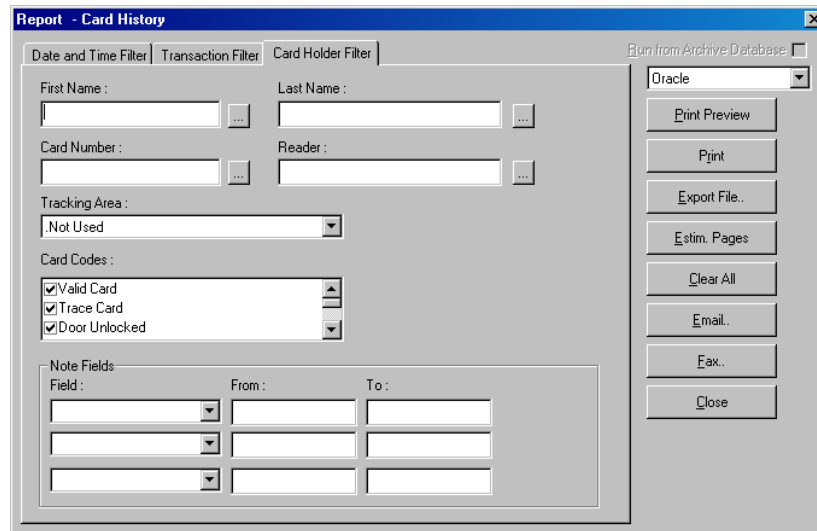 Report - Card History
Date and Time Filter Transaction Filter Card Holder Filter
Run from Archive Database
Oracle
First Name : Last Name :
... ...
Card Number : Reader :
... ...
Tracking Area :
.Not Used
Card Codes :
Valid Card
Trace Card
Door Unlocked
Note Fields
Field : From : To :
Print Preview
Print
Export File..
Estim. Pages
Clear All
Email..
Fax..
Close